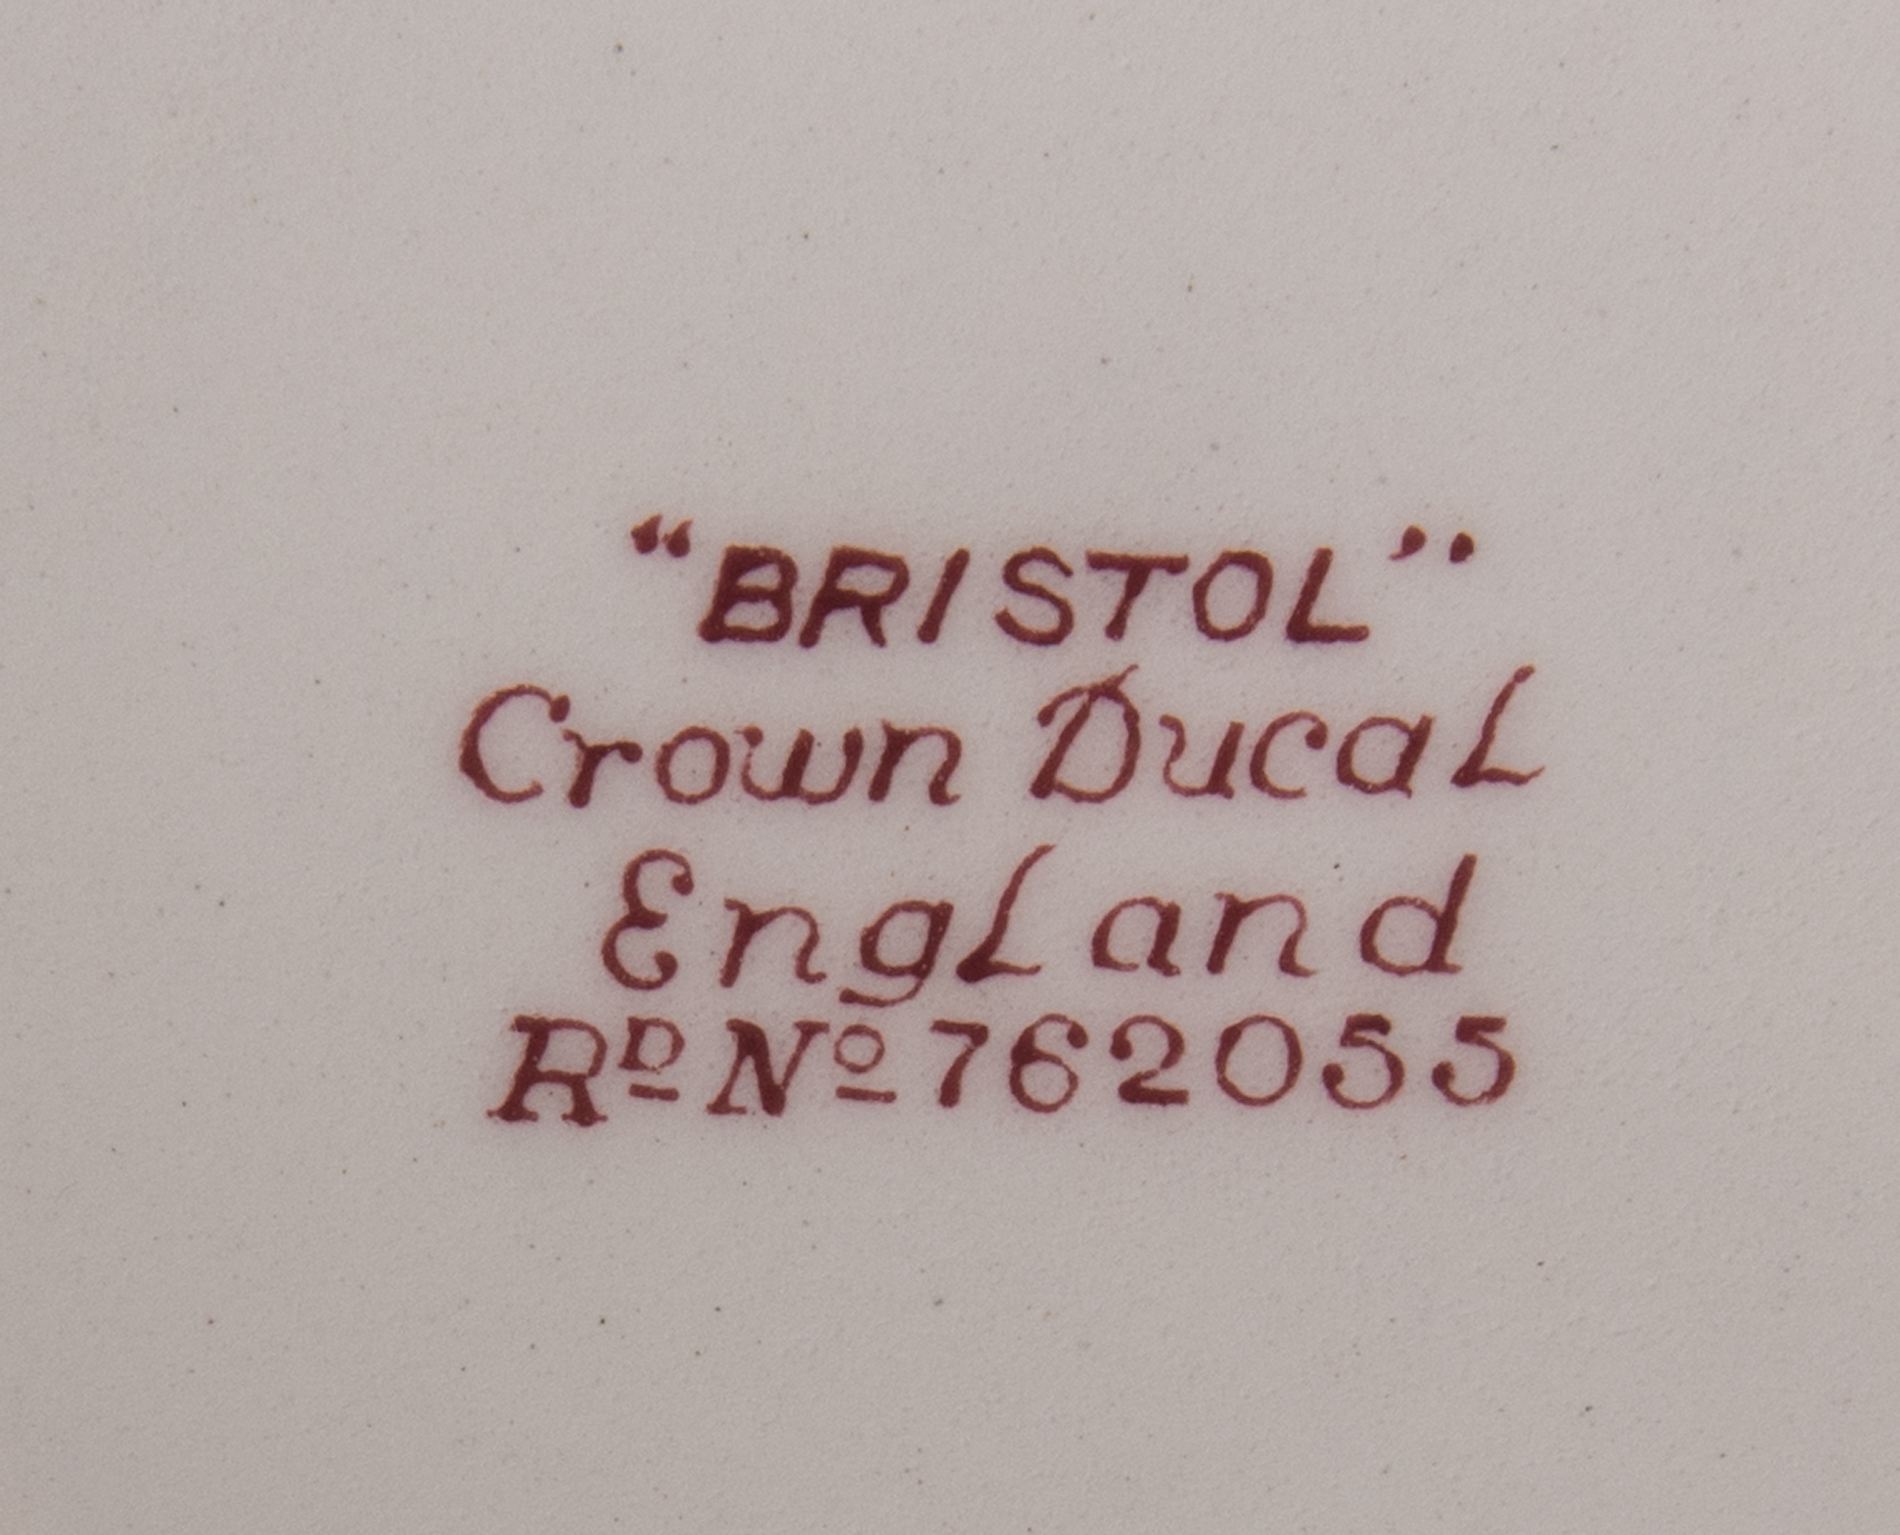 “BRISTOL”
Crown Ducal
England
Rᴰ Nº 762055